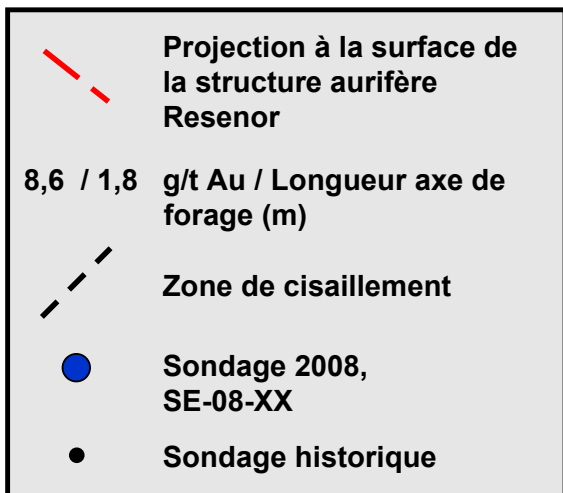 Projection à la surface de
la structure aurifère
Resenor
8,6 / 1,8 g/t Au / Longueur axe de
forage (m)
Zone de cisaillement
Sondage 2008,
SE-08-XX
Sondage historique